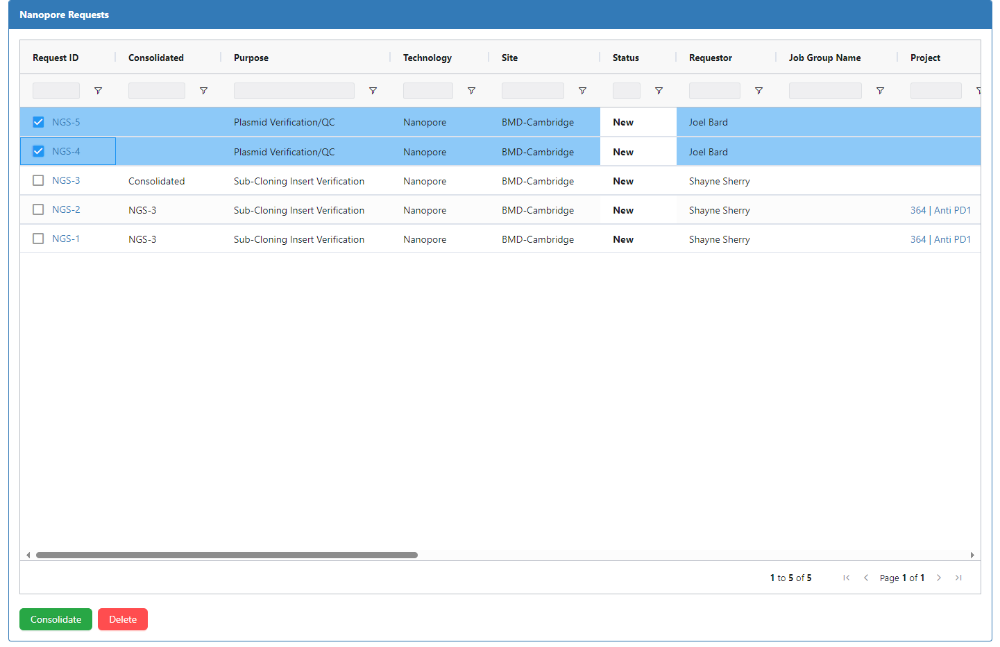 Nanopore Requests
Request ID Consolidated Purpose Technology Site Status Requestor Job Group Name Project
NGS-5 Plasmid Verification/QC Nanopore BMD-Cambridge New Joel Bard
NGS-4 Plasmid Verification/QC Nanopore BMD-Cambridge New Joel Bard
NGS-3 Consolidated Sub-Cloning Insert Verification Nanopore BMD-Cambridge New Shayne Sherry
NGS-2 NGS-3 Sub-Cloning Insert Verification Nanopore BMD-Cambridge New Shayne Sherry 364 | Anti PD1
NGS-1 NGS-3 Sub-Cloning Insert Verification Nanopore BMD-Cambridge New Shayne Sherry 364 | Anti PD1
1 to 5 of 5 Page 1 of 1
Consolidate Delete